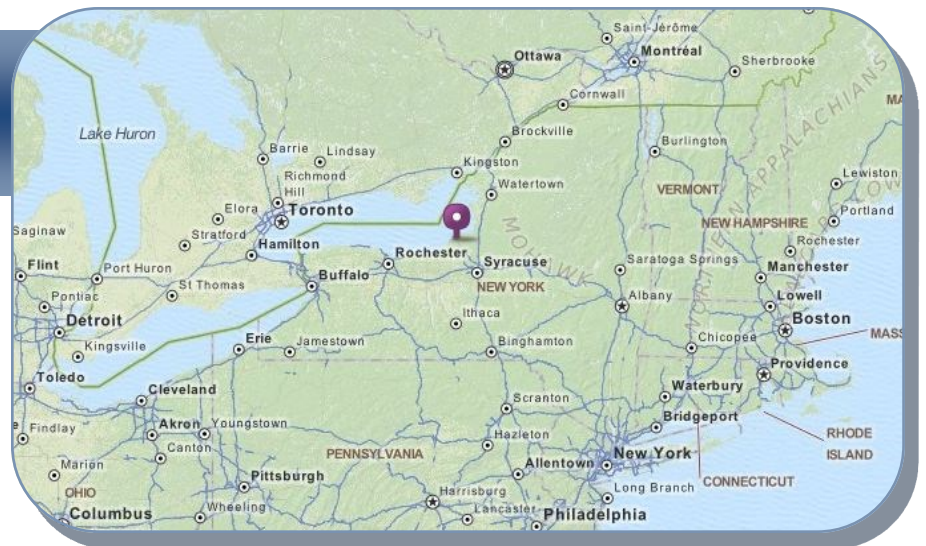 Saint-Jérôme
Ottawa
Montréal
Sherbrooke
Cornwall
MA
Lake Huron
Brockville
Barrie
Lindsay
Burlington
APPALACHIANS
Kingston
Richmond
Hill
Watertown
VERMONT
Lewiston
Elora
Toronto
NEW HAMPSHIRE
Portland
Saginaw
Stratford
Hamilton
MOHAWK
Rochester
Rochester
Syracuse
Saratoga Springs
Manchester
Flint
Port Huron
Buffalo
NEW YORK
St Thomas
Pontiac
Albany
Lowell
Detroit
Ithaca
Boston
Kingsville
Erie
Jamestown
Binghamton
Chicopee
MASS
Providence
Toledo
Cleveland
Waterbury
Scranton
Bridgeport
Findlay
Akron
Youngstown
Hazleton
RHODE
ISLAND
Canton
PENNSYLVANIA
New York
Marion
Allentown
Pittsburgh
CONNECTICUT
OHIO
Harrisburg
Long Branch
Columbus
Wheeling
Lancaster
Philadelphia